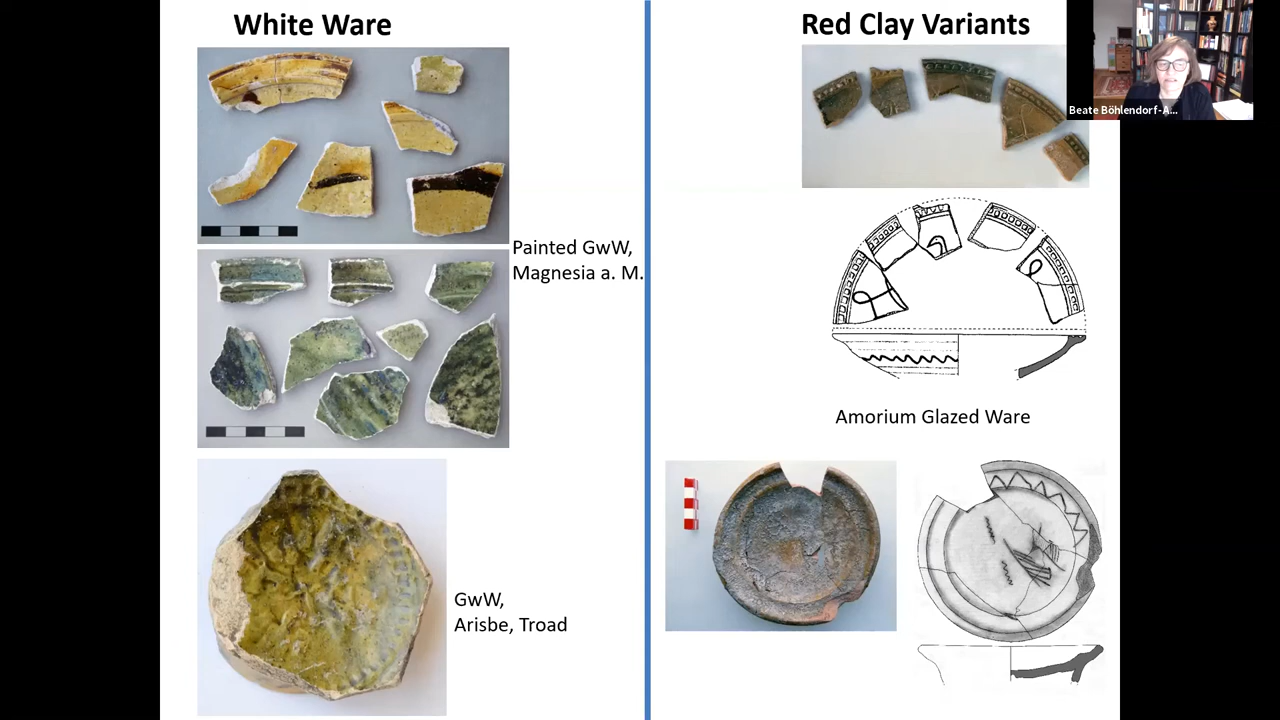 White Ware
Painted GwW,
Magnesia a. M.
GwW,
Arisbe, Troad
Red Clay Variants
Amorium Glazed Ware
Beate Böhlendorf-A...